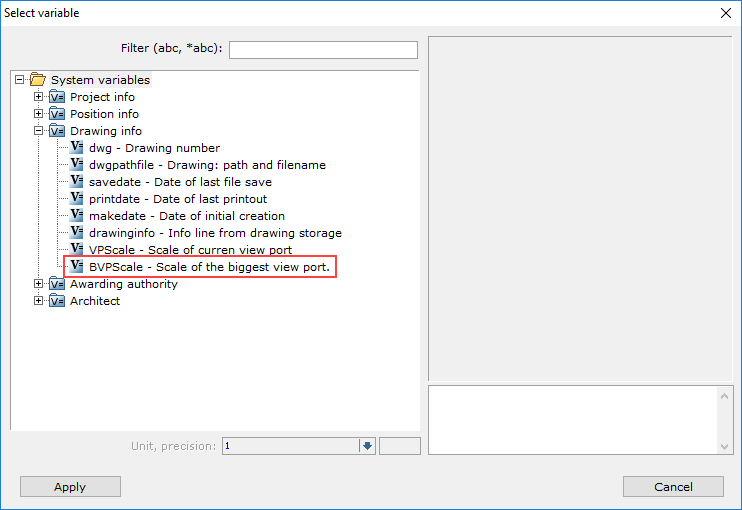 Select variable
Filter (abc, *abc):
System variables
Project info
Position info
Drawing info
dwg - Drawing number
dwgpathfile - Drawing: path and filename
savedate - Date of last file save
printdate - Date of last printout
makedate - Date of initial creation
drawinginfo - Info line from drawing storage
VPScale - Scale of curren view port
BVPScale - Scale of the biggest view port.
Awarding authority
Architect
Unit, precision: 1
Apply Cancel